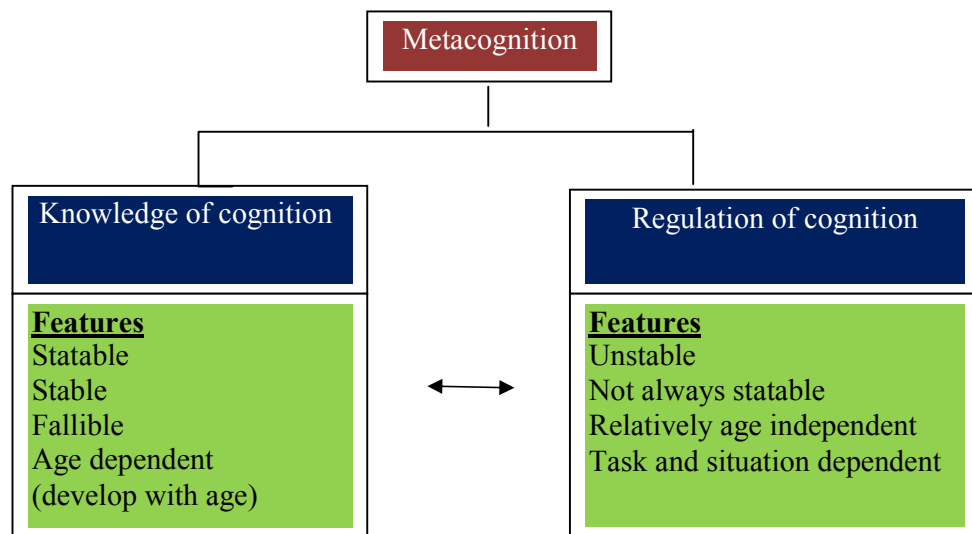 Metacognition
Knowledge of cognition
Regulation of cognition
Features
Statable
Stable
Fallible
Age dependent
(develop with age)
Features
Unstable
Not always statable
Relatively age independent
Task and situation dependent